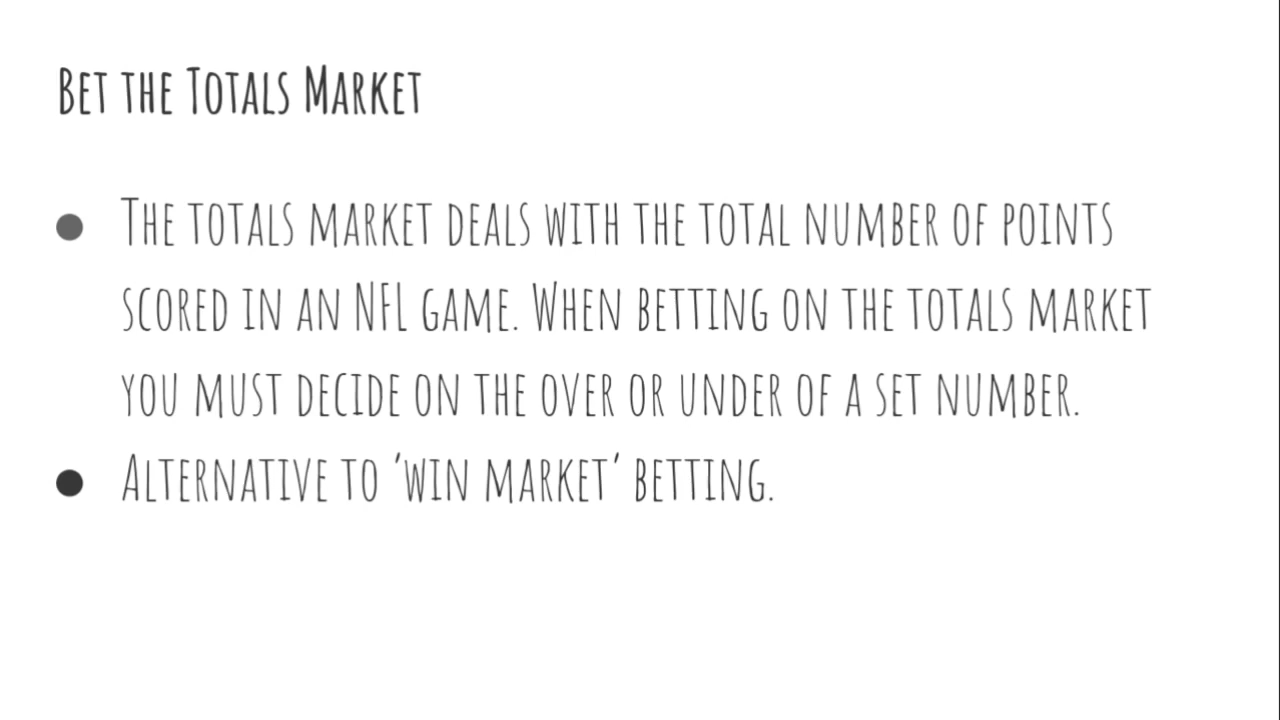 Bet the Totals Market
● The totals market deals with the total number of points
scored in an NFL game. When betting on the totals market
you must decide on the over or under of a set number.
● Alternative to ‘win market’ betting.